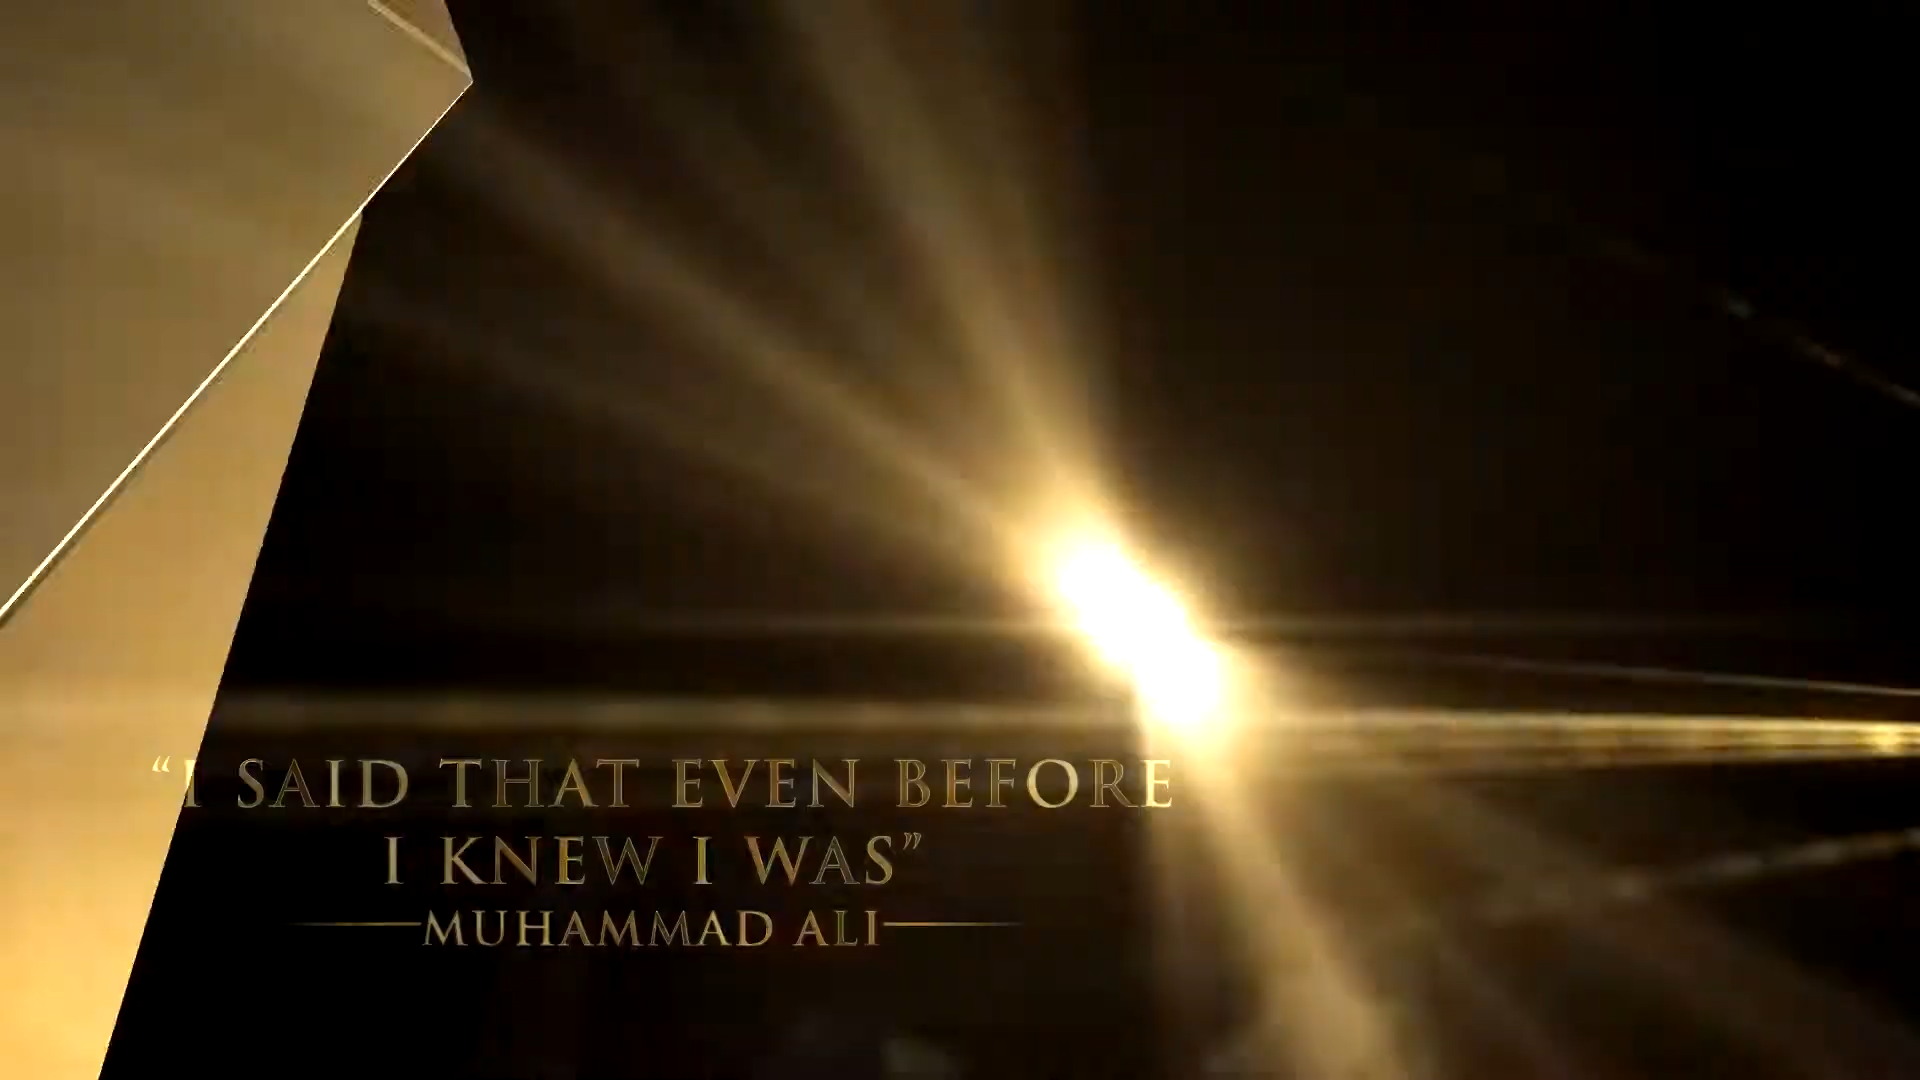 “I SAID THAT EVEN BEFORE
I KNEW I WAS”
MUHAMMAD ALI